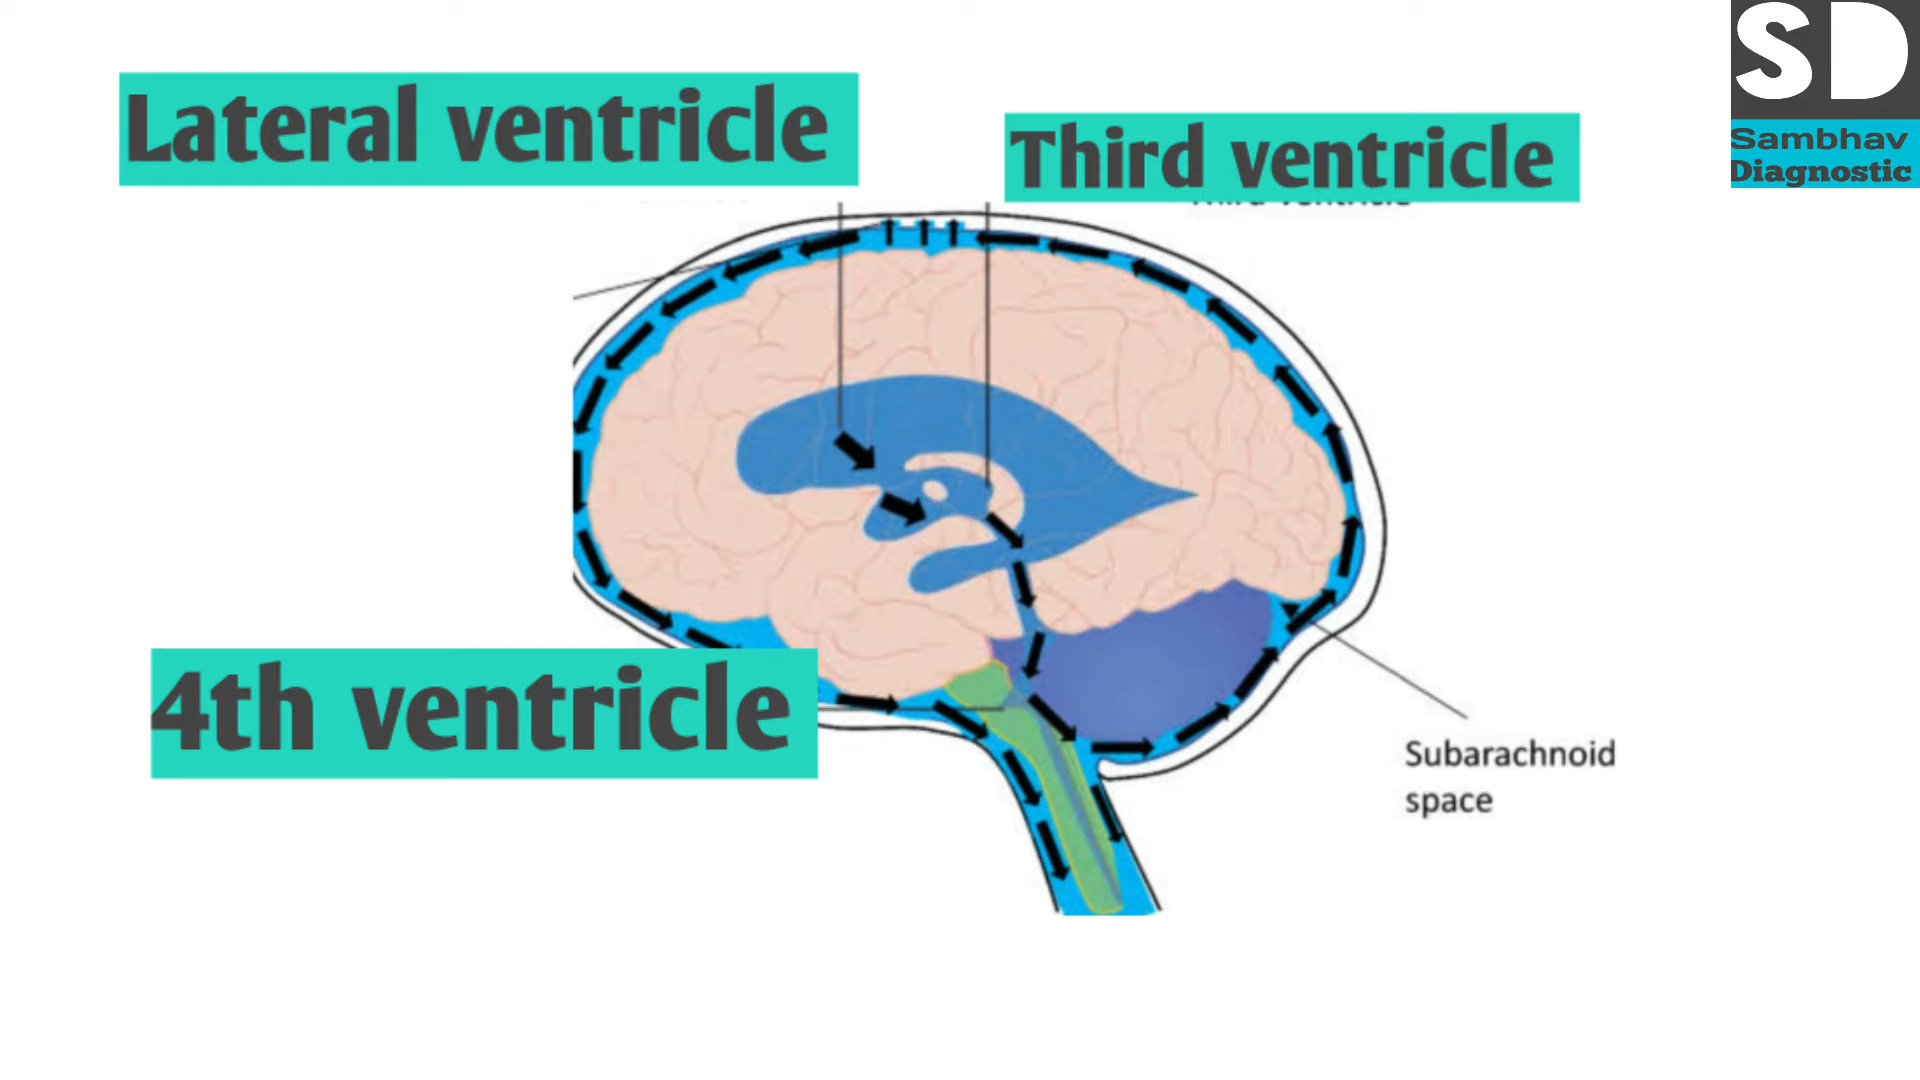 Lateral ventricle
Third ventricle
4th ventricle
Subarachnoid
space
SD
Sambhav
Diagnostic